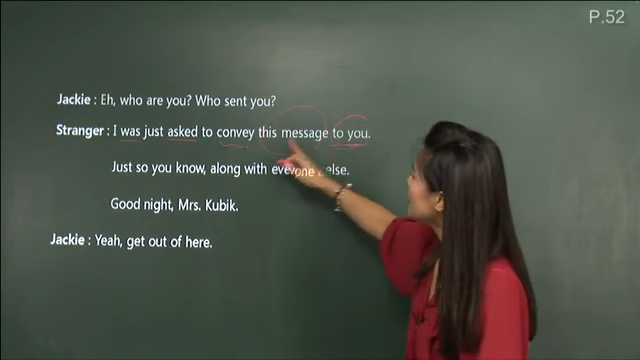 P.52
Jackie : Eh, who are you? Who sent you?
Stranger : I was just asked to convey this message to you.
Just so you know, along with eveyone else.
Good night, Mrs. Kubik.
Jackie : Yeah, get out of here.